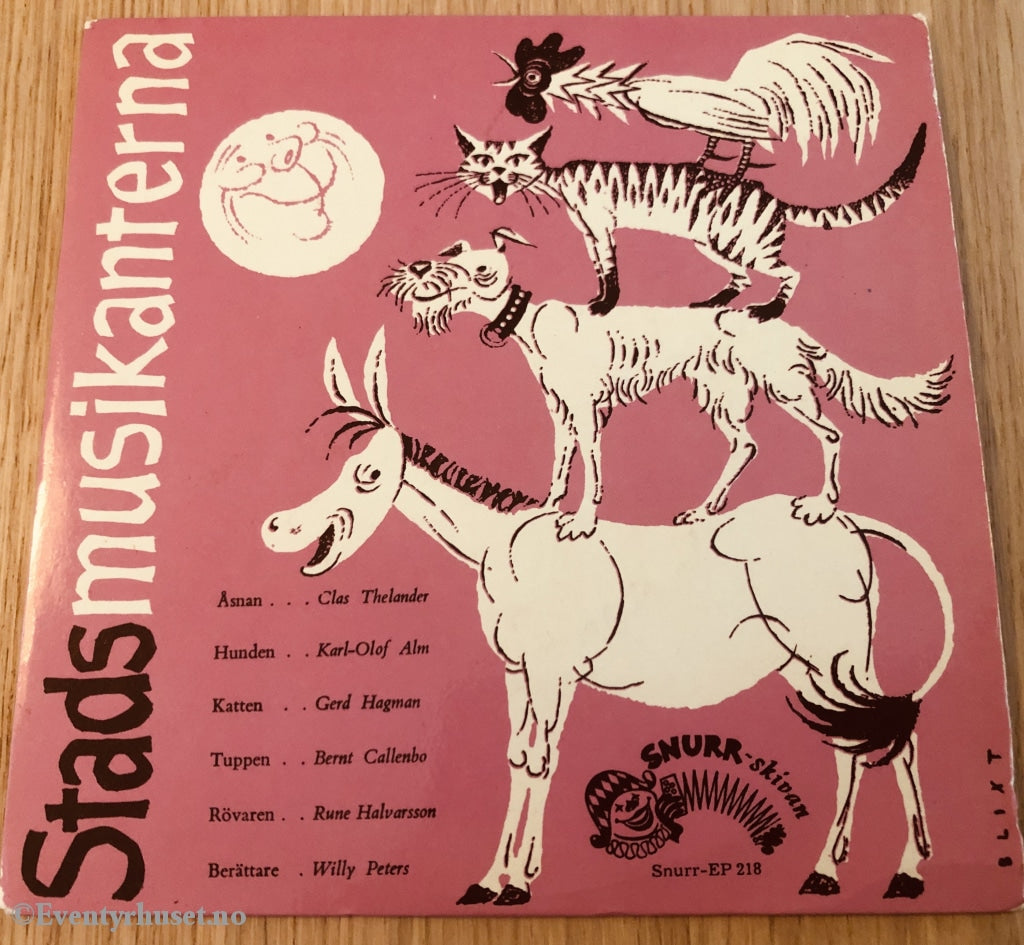 Stadsmusikanterna
Åsnan . . . Clas Thelander
Hunden . . Karl-Olof Alm
Katten . . Gerd Hagman
Tuppen . . Bernt Callenbo
Rövaren . . Rune Halvarsson
Berättare . Willy Peters
SNURR-skivan
Snurr-EP 218
BLIXT
©Eventyrhuset.no